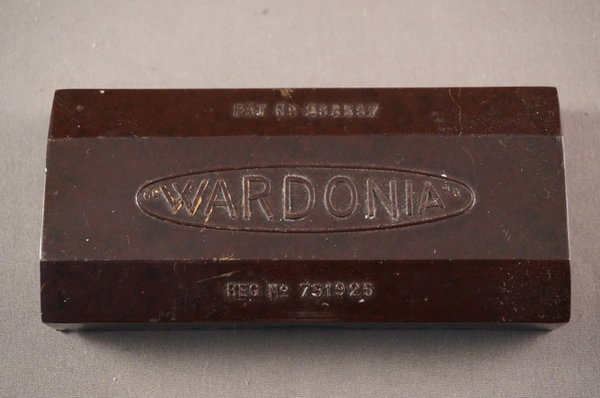 PAT NO
"WARDONIA"
REG NO 751925